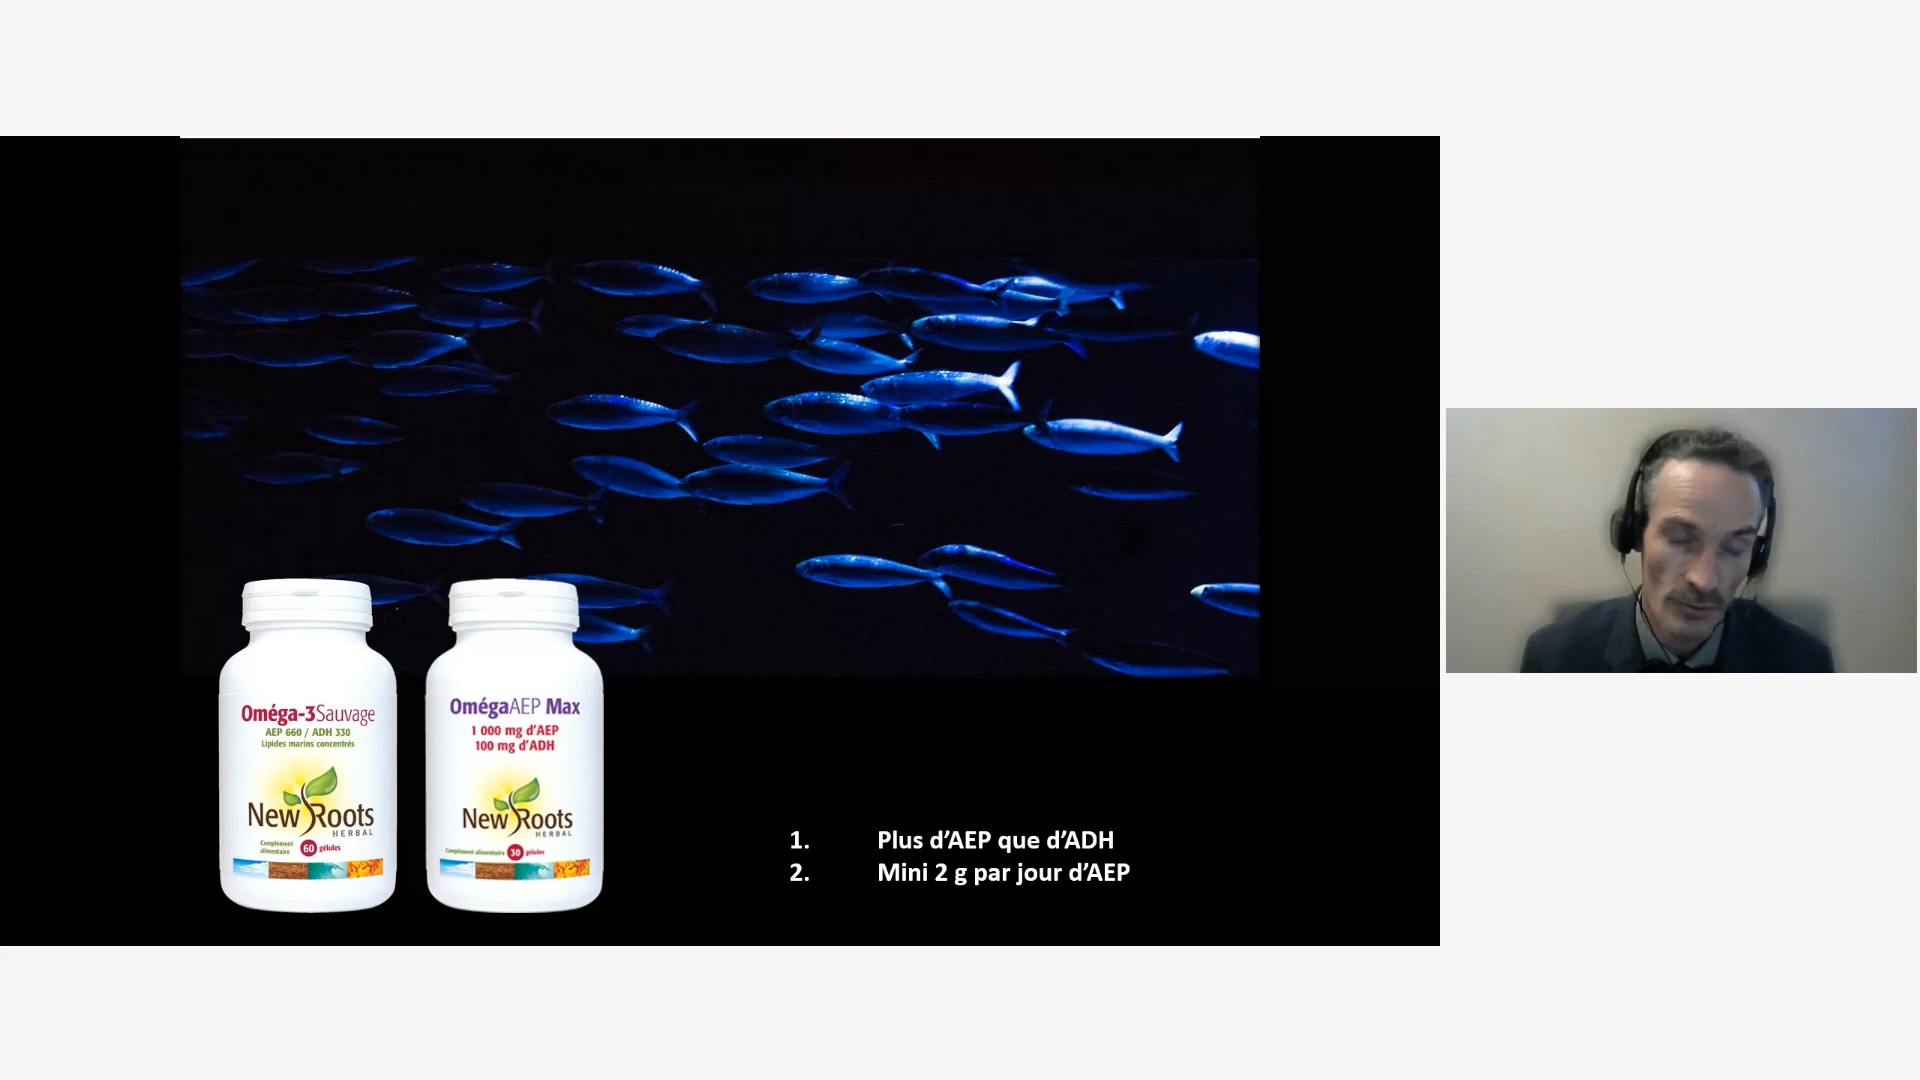 Oméga-3Sauvage
AEP 660 / ADH 330
Lipides marins concentrés
New Roots
HERBAL
Complément
alimentaire
60 gélules
OmégaAEP Max
1 000 mg d’AEP
100 mg d’ADH
New Roots
HERBAL
Complément alimentaire 30 gélules
1. Plus d’AEP que d’ADH
2. Mini 2 g par jour d’AEP